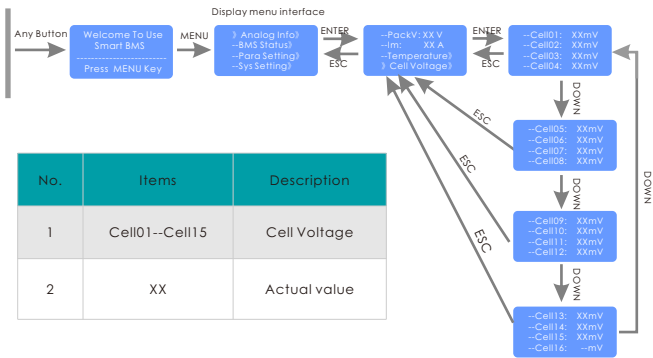 Display menu interface
Any Button
Welcome To Use
Smart BMS
Press MENU Key
MENU
》Analog Info》
--BMS Status》
--Para Setting》
--Sys Setting》
ENTER
ESC
--PackV: XX V
--Im: XX A
--Temperature》
》Cell Voltage》
ENTER
ESC
--Cell01: XXmV
--Cell02: XXmV
--Cell03: XXmV
--Cell04: XXmV
DOWN
ESC
--Cell05: XXmV
--Cell06: XXmV
--Cell07: XXmV
--Cell08: XXmV
DOWN
ESC
--Cell09: XXmV
--Cell10: XXmV
--Cell11: XXmV
--Cell12: XXmV
DOWN
ESC
--Cell13: XXmV
--Cell14: XXmV
--Cell15: XXmV
--Cell16: --mV
DOWN
No. Items Description
1 Cell01--Cell15 Cell Voltage
2 XX Actual value